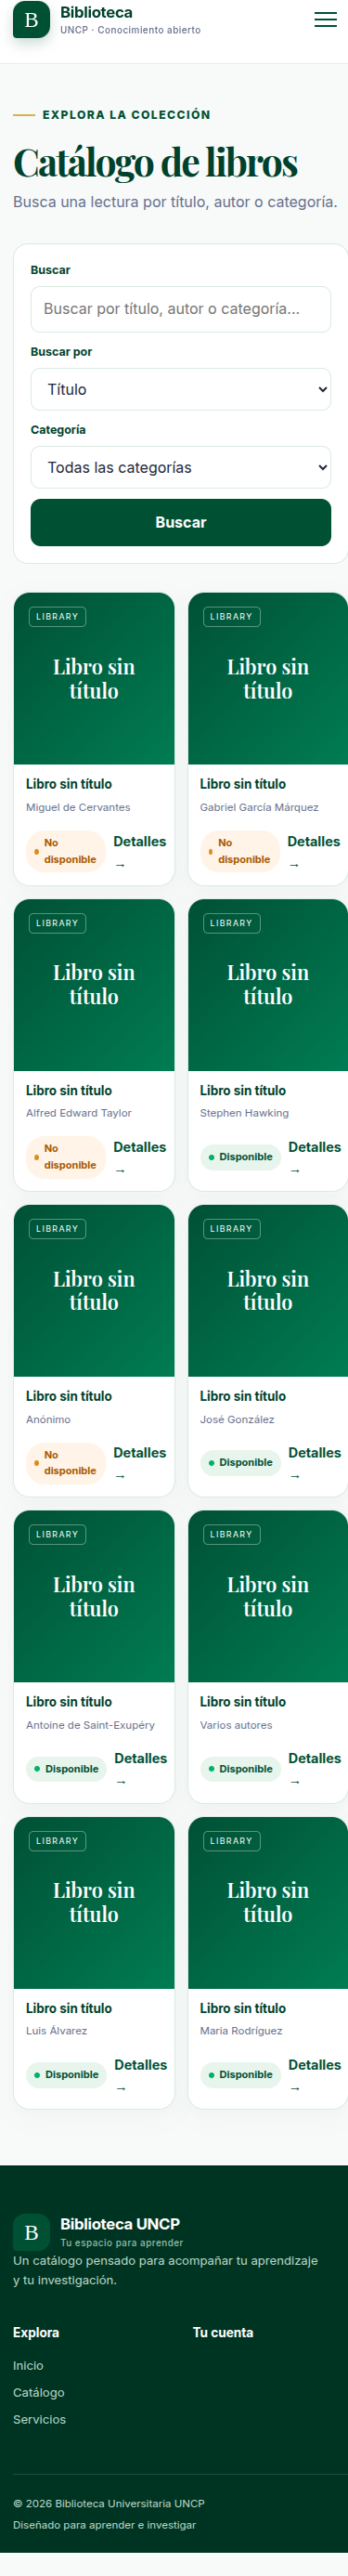 B
Biblioteca
UNCP · Conocimiento abierto
EXPLORA LA COLECCIÓN
Catálogo de libros
Busca una lectura por título, autor o categoría.
Buscar
Buscar por título, autor o categoría...
Buscar por
Título
Categoría
Todas las categorías
Buscar
LIBRARY
Libro sin
título
Libro sin título
Miguel de Cervantes
No
disponible
Detalles
→
LIBRARY
Libro sin
título
Libro sin título
Gabriel García Márquez
No
disponible
Detalles
→
LIBRARY
Libro sin
título
Libro sin título
Alfred Edward Taylor
No
disponible
Detalles
→
LIBRARY
Libro sin
título
Libro sin título
Stephen Hawking
Disponible
Detalles
→
LIBRARY
Libro sin
título
Libro sin título
Anónimo
No
disponible
Detalles
→
LIBRARY
Libro sin
título
Libro sin título
José González
Disponible
Detalles
→
LIBRARY
Libro sin
título
Libro sin título
Antoine de Saint-Exupéry
Disponible
Detalles
→
LIBRARY
Libro sin
título
Libro sin título
Varios autores
Disponible
Detalles
→
LIBRARY
Libro sin
título
Libro sin título
Luis Álvarez
Disponible
Detalles
→
LIBRARY
Libro sin
título
Libro sin título
Maria Rodríguez
Disponible
Detalles
→
B
Biblioteca UNCP
Tu espacio para aprender
Un catálogo pensado para acompañar tu aprendizaje
y tu investigación.
Explora
Inicio
Catálogo
Servicios
Tu cuenta
© 2026 Biblioteca Universitaria UNCP
Diseñado para aprender e investigar